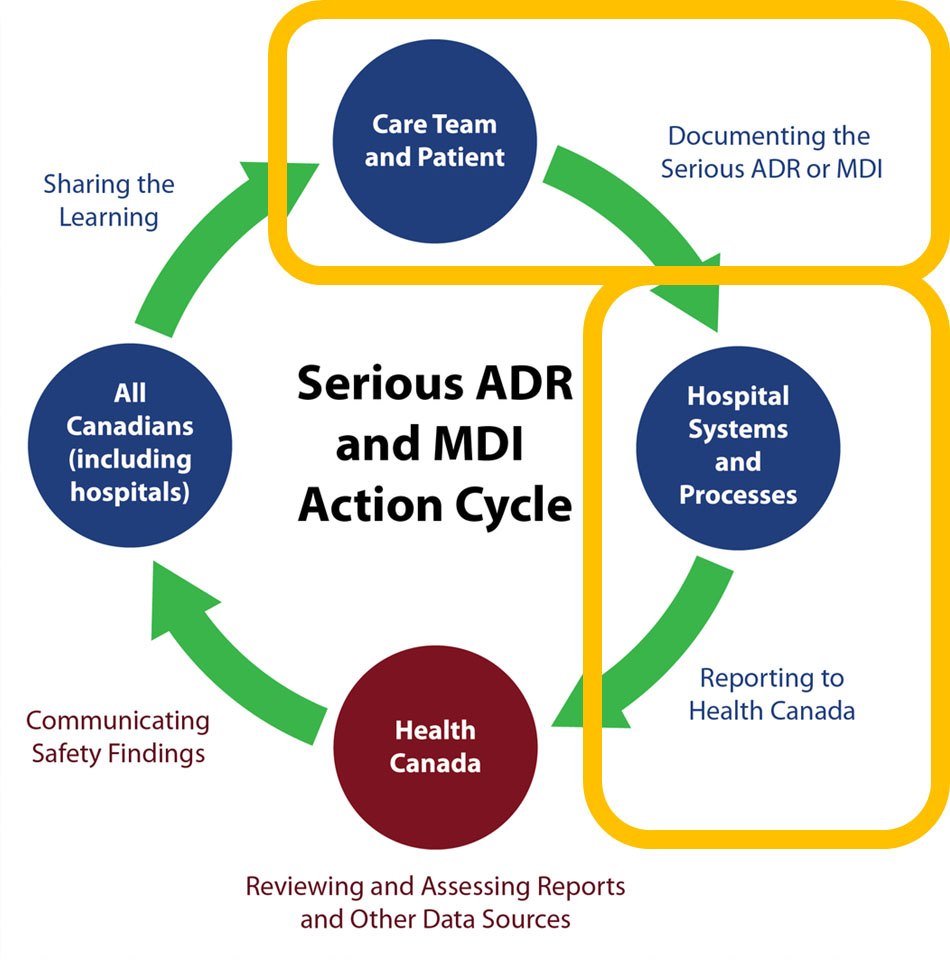 Care Team
and Patient
Documenting the
Serious ADR or MDI
Sharing the
Learning
All
Canadians
(including
hospitals)
Serious ADR
and MDI
Action Cycle
Hospital
Systems
and
Processes
Reporting to
Health Canada
Communicating
Safety Findings
Health
Canada
Reviewing and Assessing Reports
and Other Data Sources